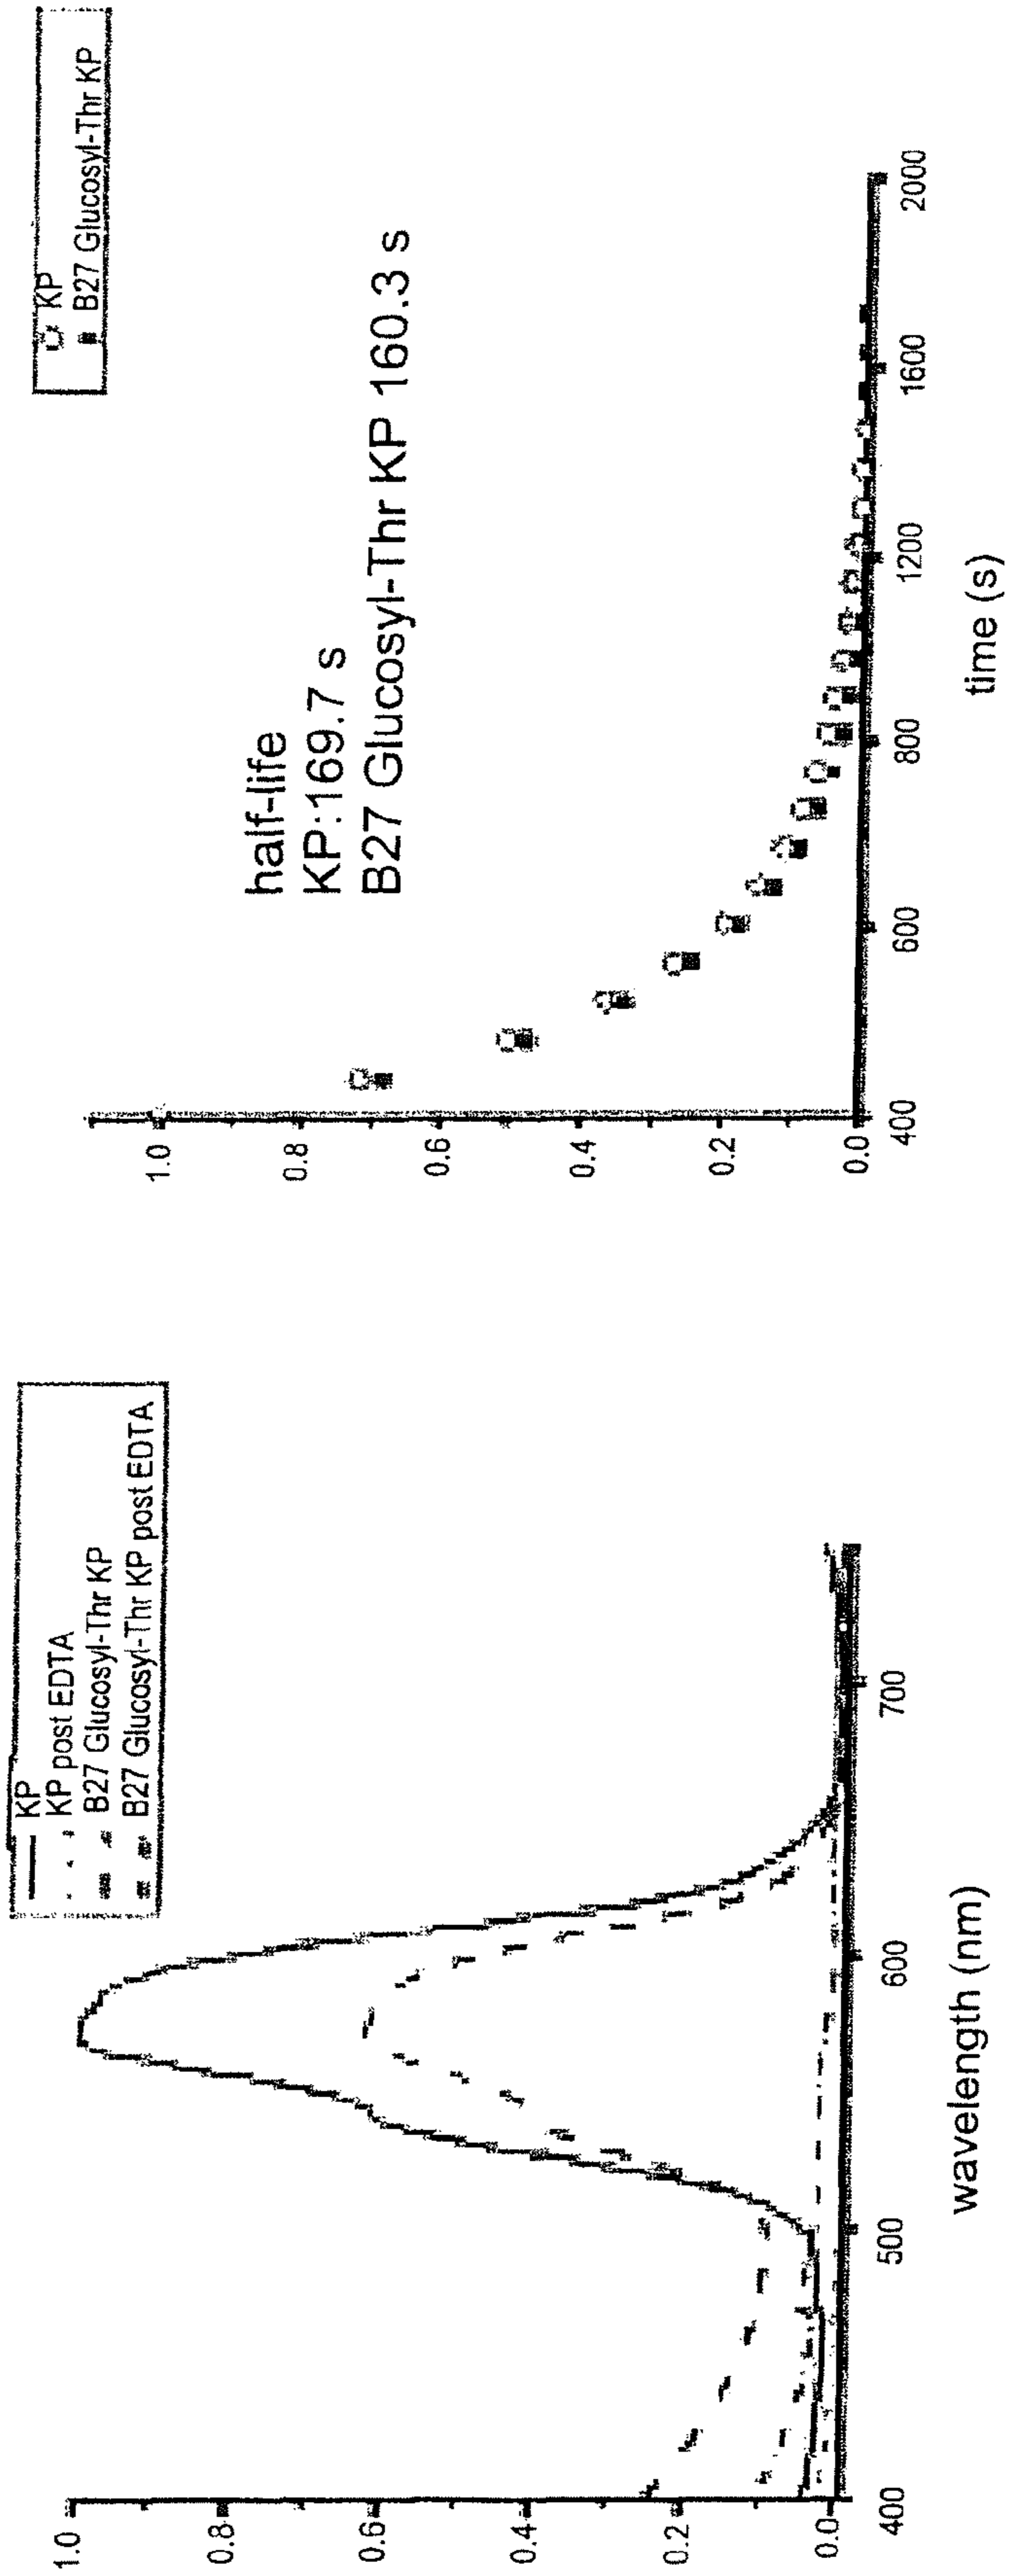 KP
KP post EDTA
B27 Glucosyl-Thr KP
B27 Glucosyl-Thr KP post EDTA
1.0
0.8
0.6
0.4
0.2
0.0
400
500
600
700
wavelength (nm)
KP
B27 Glucosyl-Thr KP
half-life
KP:169.7 s
B27 Glucosyl-Thr KP 160.3 s
1.0
0.8
0.6
0.4
0.2
0.0
400
600
800
1200
1600
2000
time (s)